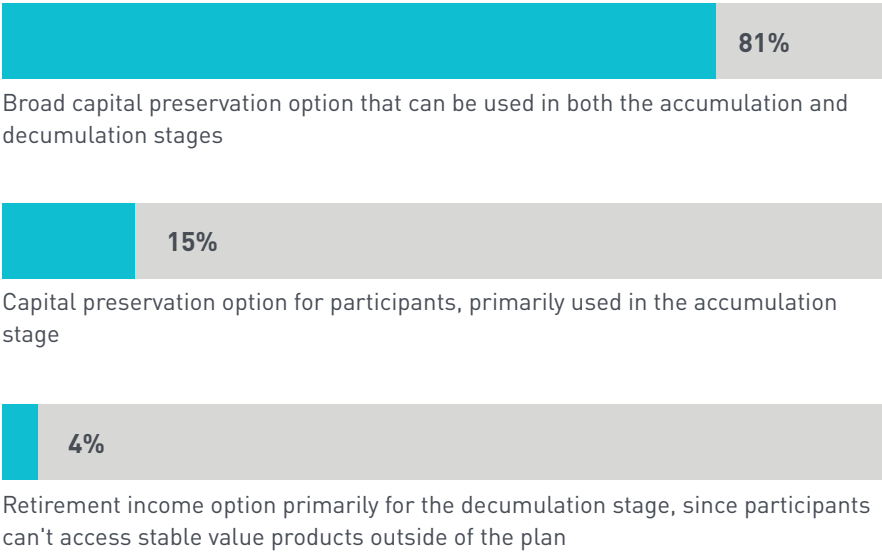 81%
Broad capital preservation option that can be used in both the accumulation and
decumulation stages
15%
Capital preservation option for participants, primarily used in the accumulation
stage
4%
Retirement income option primarily for the decumulation stage, since participants
can't access stable value products outside of the plan